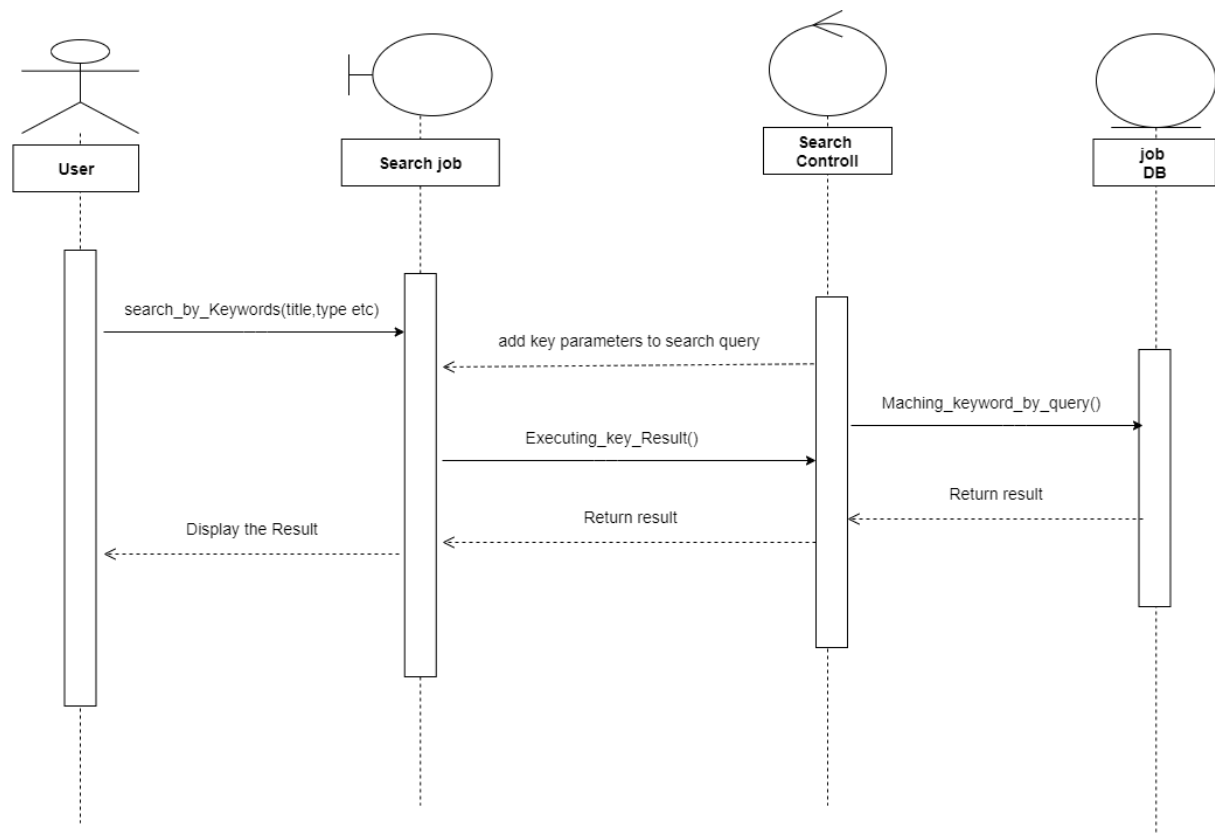 User
Search job
Search
Controll
job
DB
search_by_Keywords(title,type etc)
add key parameters to search query
Maching_keyword_by_query()
Executing_key_Result()
Return result
Return result
Display the Result